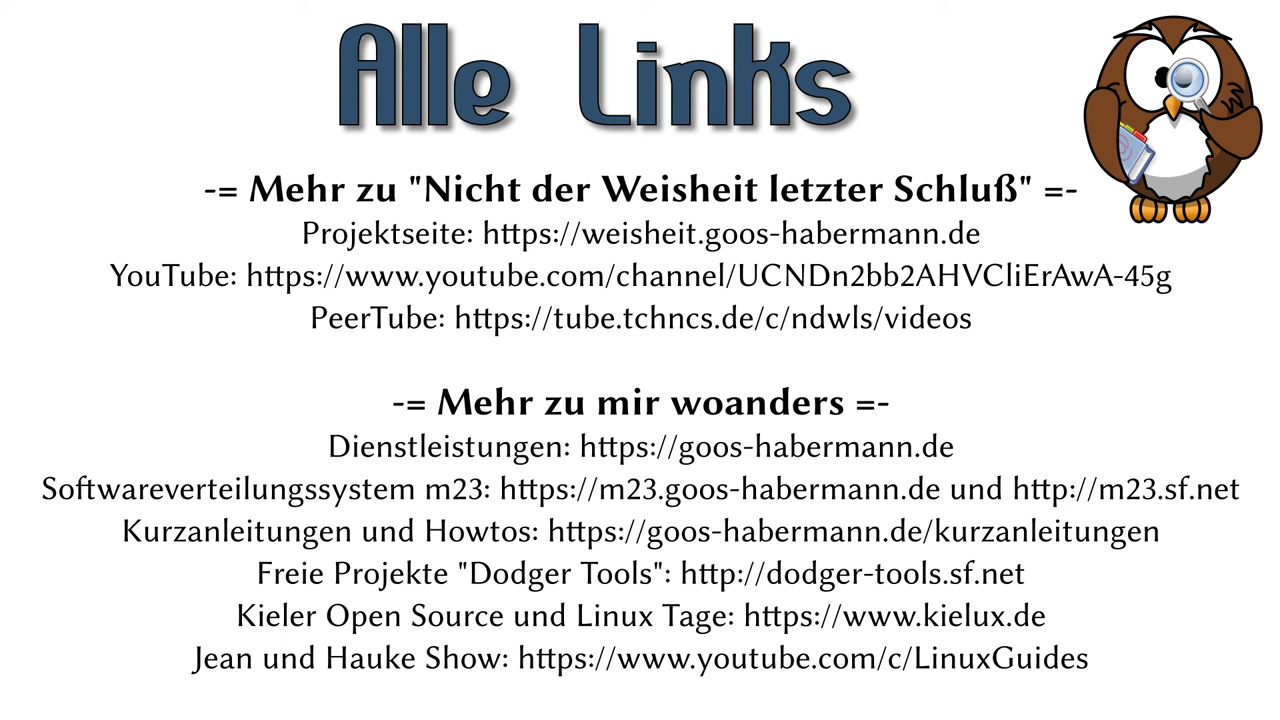 Alle Links
-= Mehr zu "Nicht der Weisheit letzter Schluß" =-
Projektseite: https://weisheit.goos-habermann.de
YouTube: https://www.youtube.com/channel/UCNDn2bb2AHVCliErAwA-45g
PeerTube: https://tube.tchncs.de/c/ndwls/videos
-= Mehr zu mir woanders =-
Dienstleistungen: https://goos-habermann.de
Softwareverteilungssystem m23: https://m23.goos-habermann.de und http://m23.sf.net
Kurzanleitungen und Howtos: https://goos-habermann.de/kurzanleitungen
Freie Projekte "Dodger Tools": http://dodger-tools.sf.net
Kieler Open Source und Linux Tage: https://www.kielux.de
Jean und Hauke Show: https://www.youtube.com/c/LinuxGuides